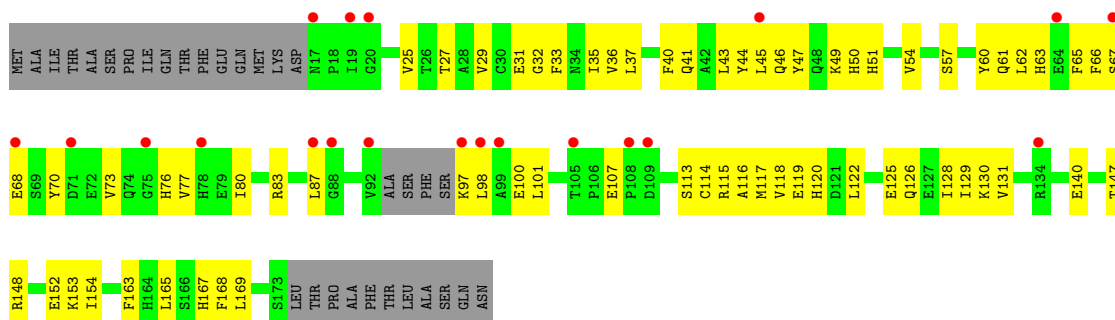 MET ALA ILE THR ALA SER PRO ILE GLN THR PHE GLU GLN MET LYS ASP N17 P18 I19 G20 V25 T26 T27 A28 V29 C30 E31 G32 F33 N34 I35 V36 L37 F40 Q41 A42 L43 Y44 L45 Q46 Y47 Q48 K49 H50 H51 V54 S57 Y60 Q61 L62 H63 E64 F65 F66 S67
E68 S69 Y70 D71 E72 V73 Q74 G75 H76 V77 H78 E79 I80 R83 L87 G88 V92 ALA SER PHE SER K97 L98 A99 E100 L101 T105 P106 E107 P108 D109 S113 C114 R115 A116 M117 V118 E119 H120 D121 L122 E125 Q126 E127 I128 I129 K130 V131 R134 E140 T147
R148 E152 K153 I154 F163 H164 L165 S166 H167 F168 L169 S173 LEU THR PRO ALA PHE THR LEU ALA SER GLN ASN